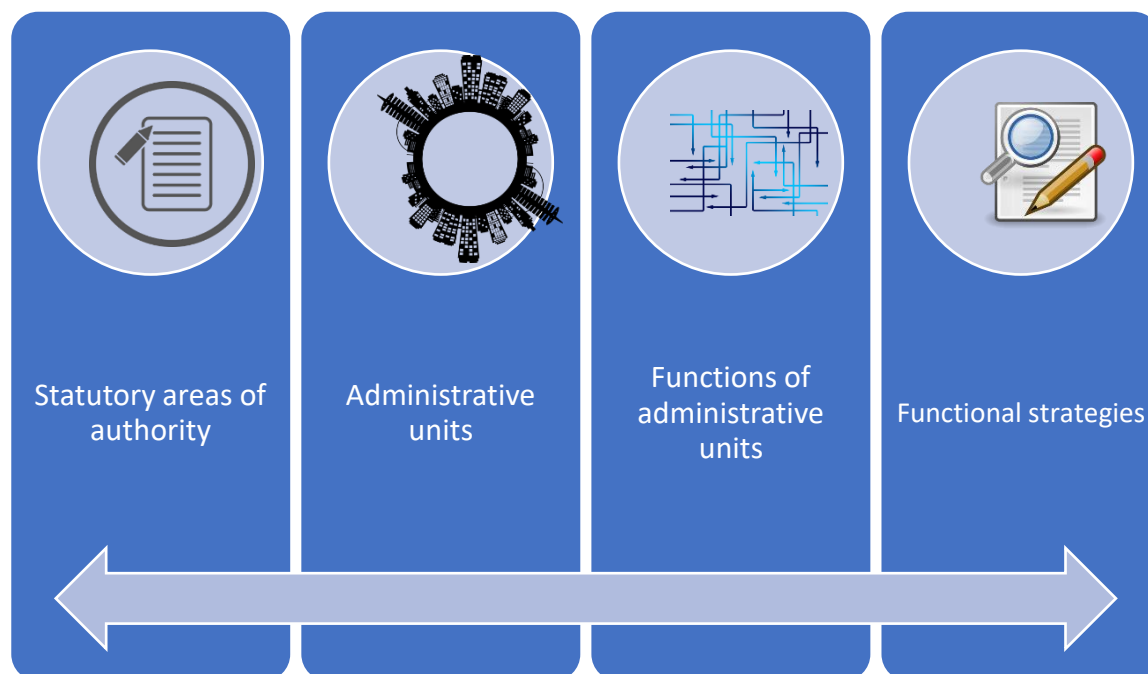 Statutory areas of
authority
Administrative
units
Functions of
administrative
units
Functional strategies